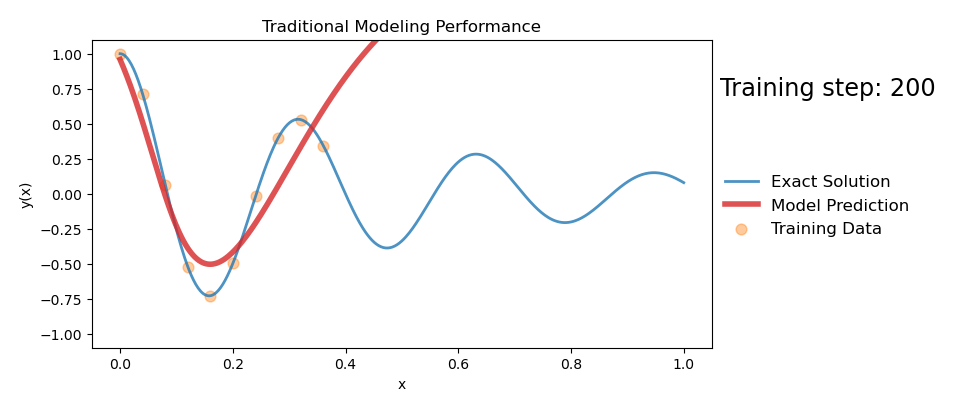 Traditional Modeling Performance
Training step: 200
1.00
0.75
0.50
0.25
0.00
−0.25
−0.50
−0.75
−1.00
y(x)
0.0 0.2 0.4 0.6 0.8 1.0
x
Exact Solution
Model Prediction
Training Data